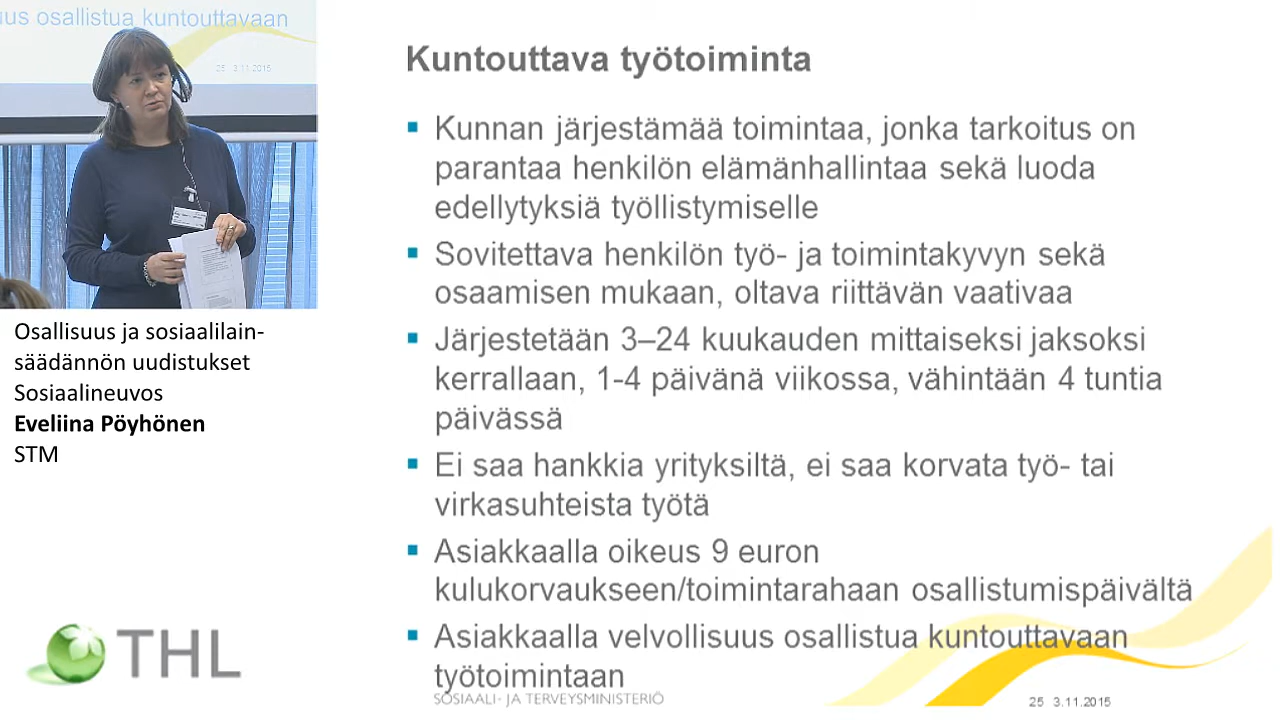 uus osallistua kuntouttavaan
25 3.11.2015
Osallisuus ja sosiaalilain-
säädännön uudistukset
Sosiaalineuvos
Eveliina Pöyhönen
STM
THL
Kuntouttava työtoiminta
Kunnan järjestämää toimintaa, jonka tarkoitus on
parantaa henkilön elämänhallintaa sekä luoda
edellytyksiä työllistymiselle
Sovitettava henkilön työ- ja toimintakyvyn sekä
osaamisen mukaan, oltava riittävän vaativaa
Järjestetään 3–24 kuukauden mittaiseksi jaksoksi
kerrallaan, 1-4 päivänä viikossa, vähintään 4 tuntia
päivässä
Ei saa hankkia yrityksiltä, ei saa korvata työ- tai
virkasuhteista työtä
Asiakkaalla oikeus 9 euron
kulukorvaukseen/toimintarahaan osallistumispäivältä
Asiakkaalla velvollisuus osallistua kuntouttavaan
työtoimintaan
SOSIAALI- JA TERVEYSMINISTERIÖ
25 3.11.2015